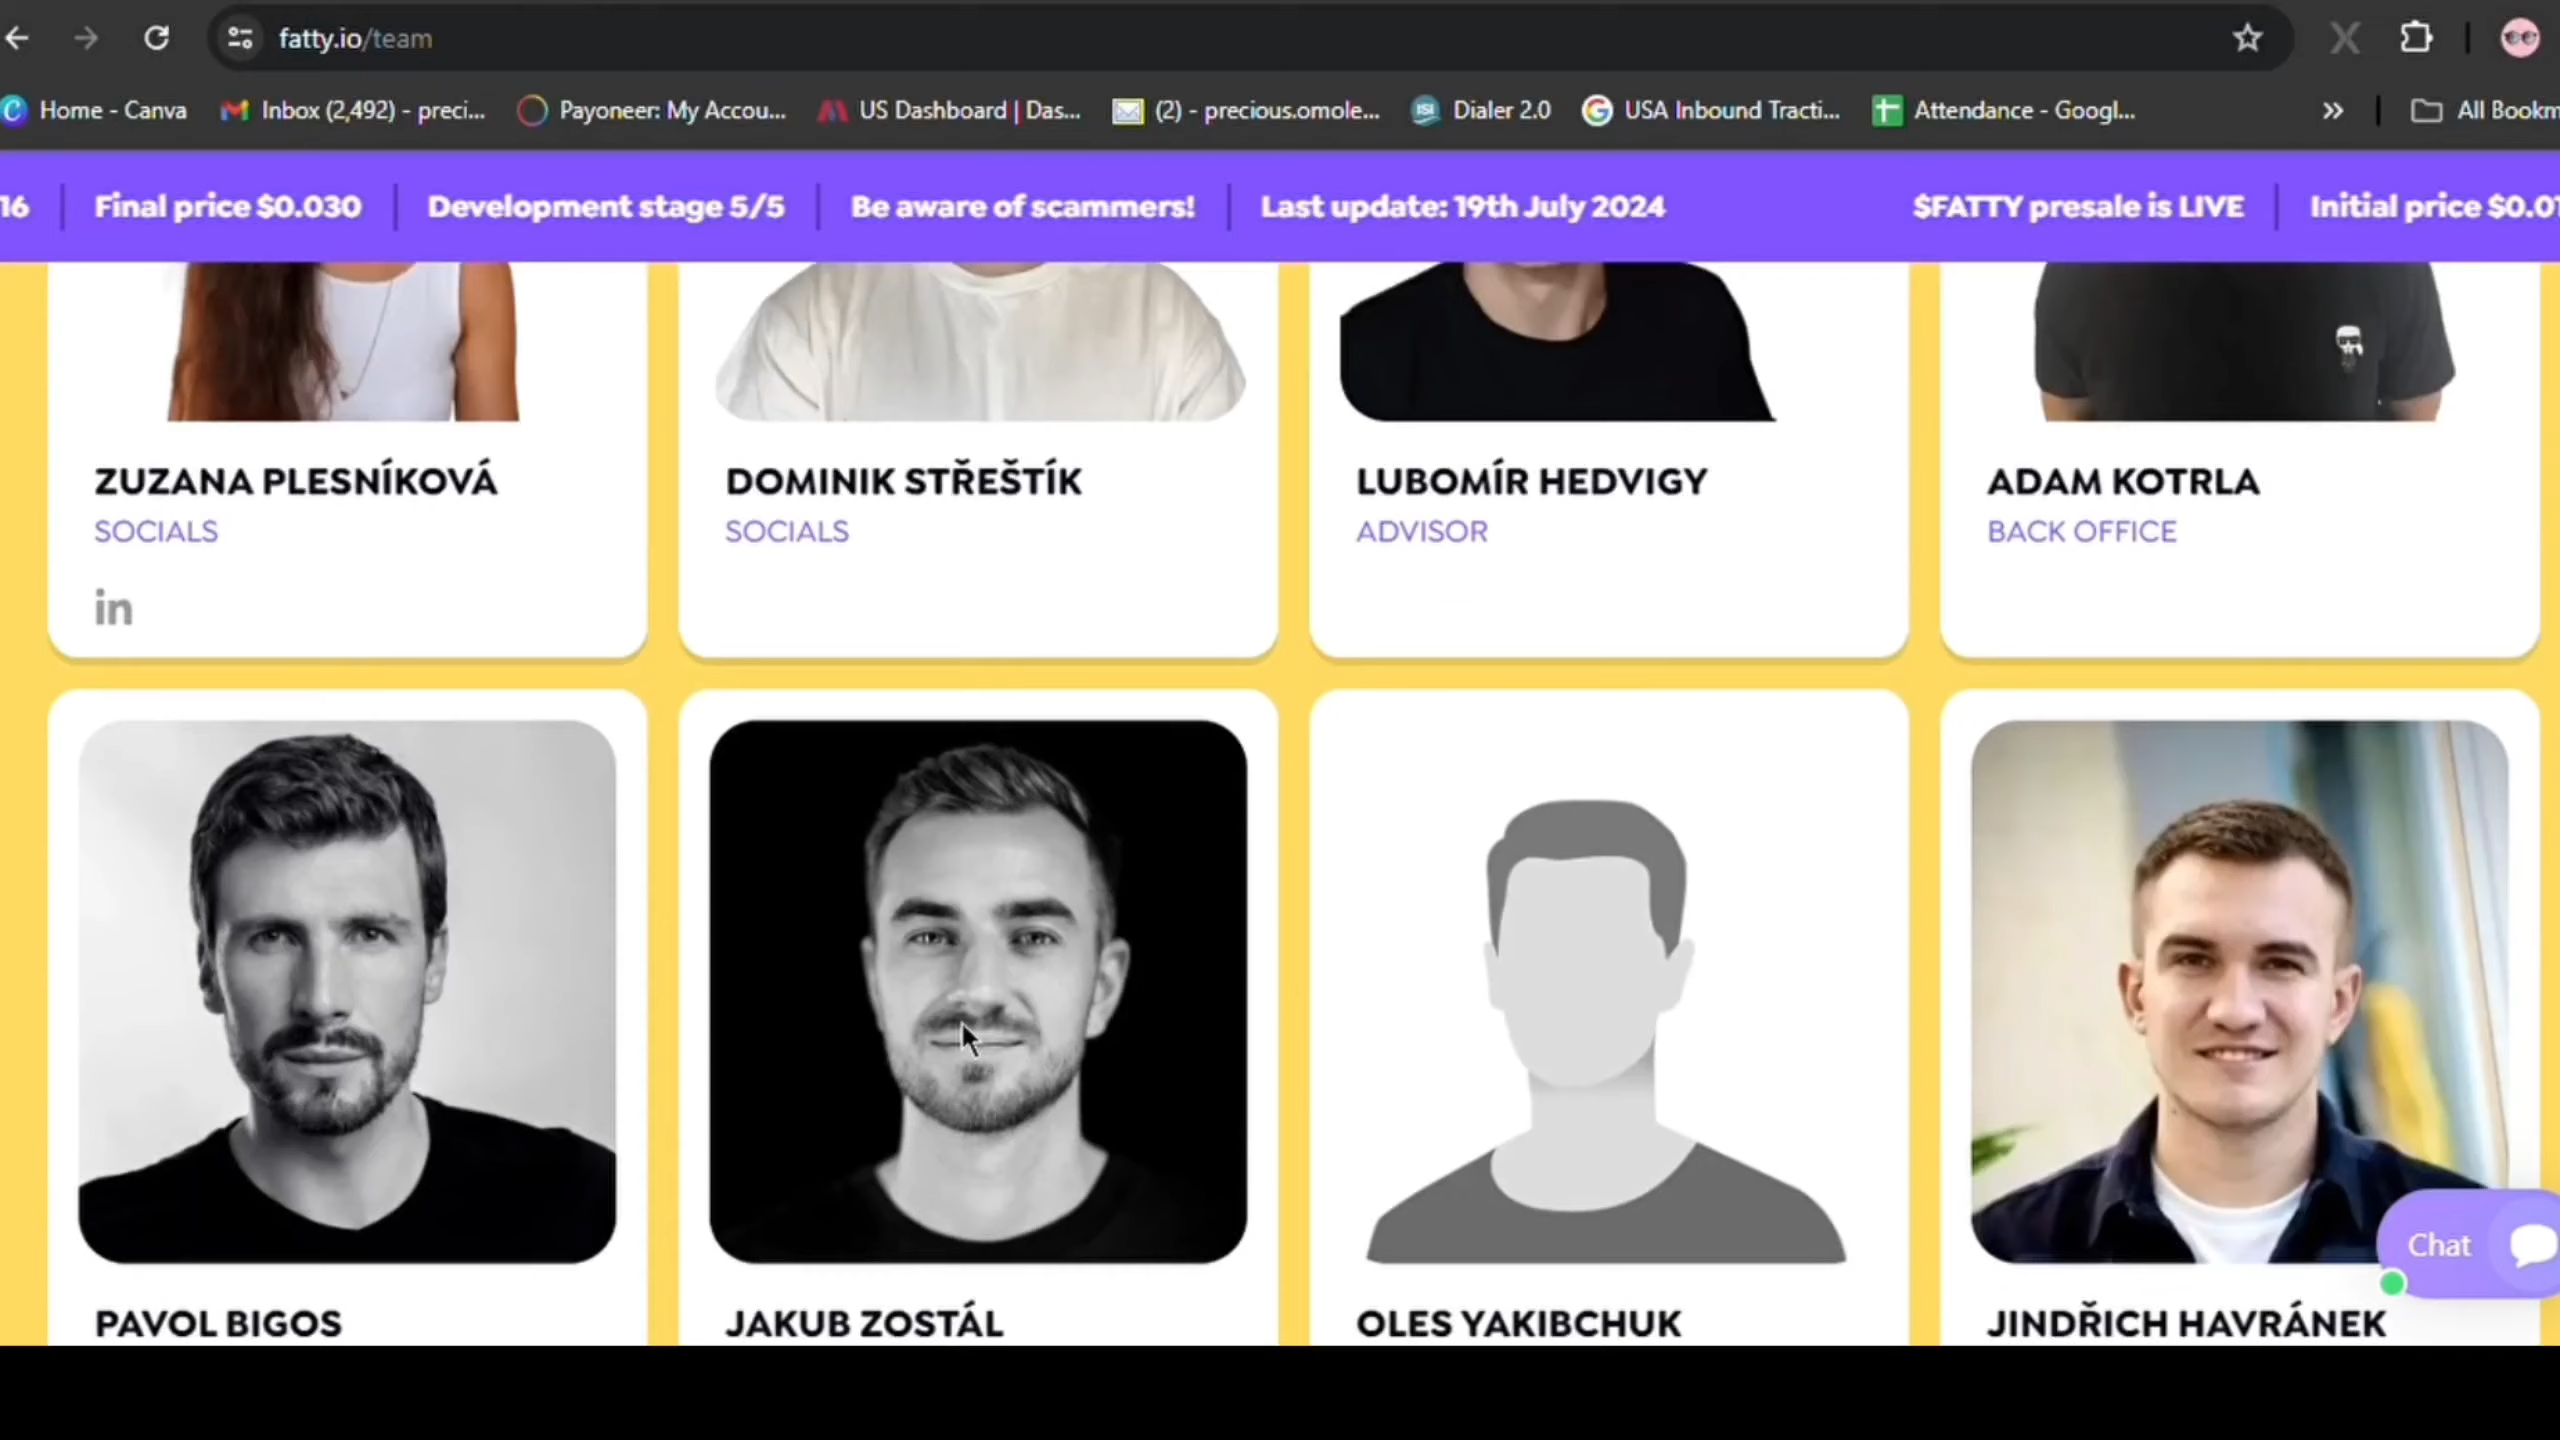 fatty.io/team
Home - Canva Inbox (2,492) - preci... Payoneer: My Accou... US Dashboard | Das... (2) - precious.omole... Dialer 2.0 USA Inbound Tracti... Attendance - Googl... » All Bookm
16 Final price $0.030 Development stage 5/5 Be aware of scammers! Last update: 19th July 2024 $FATTY presale is LIVE Initial price $0.01
ZUZANA PLESNÍKOVÁ DOMINIK STŘEŠTÍK LUBOMÍR HEDVIGY ADAM KOTRLA
SOCIALS SOCIALS ADVISOR BACK OFFICE
in
Chat
PAVOL BIGOS JAKUB ZOSTÁL OLES YAKIBCHUK JINDŘICH HAVRÁNEK